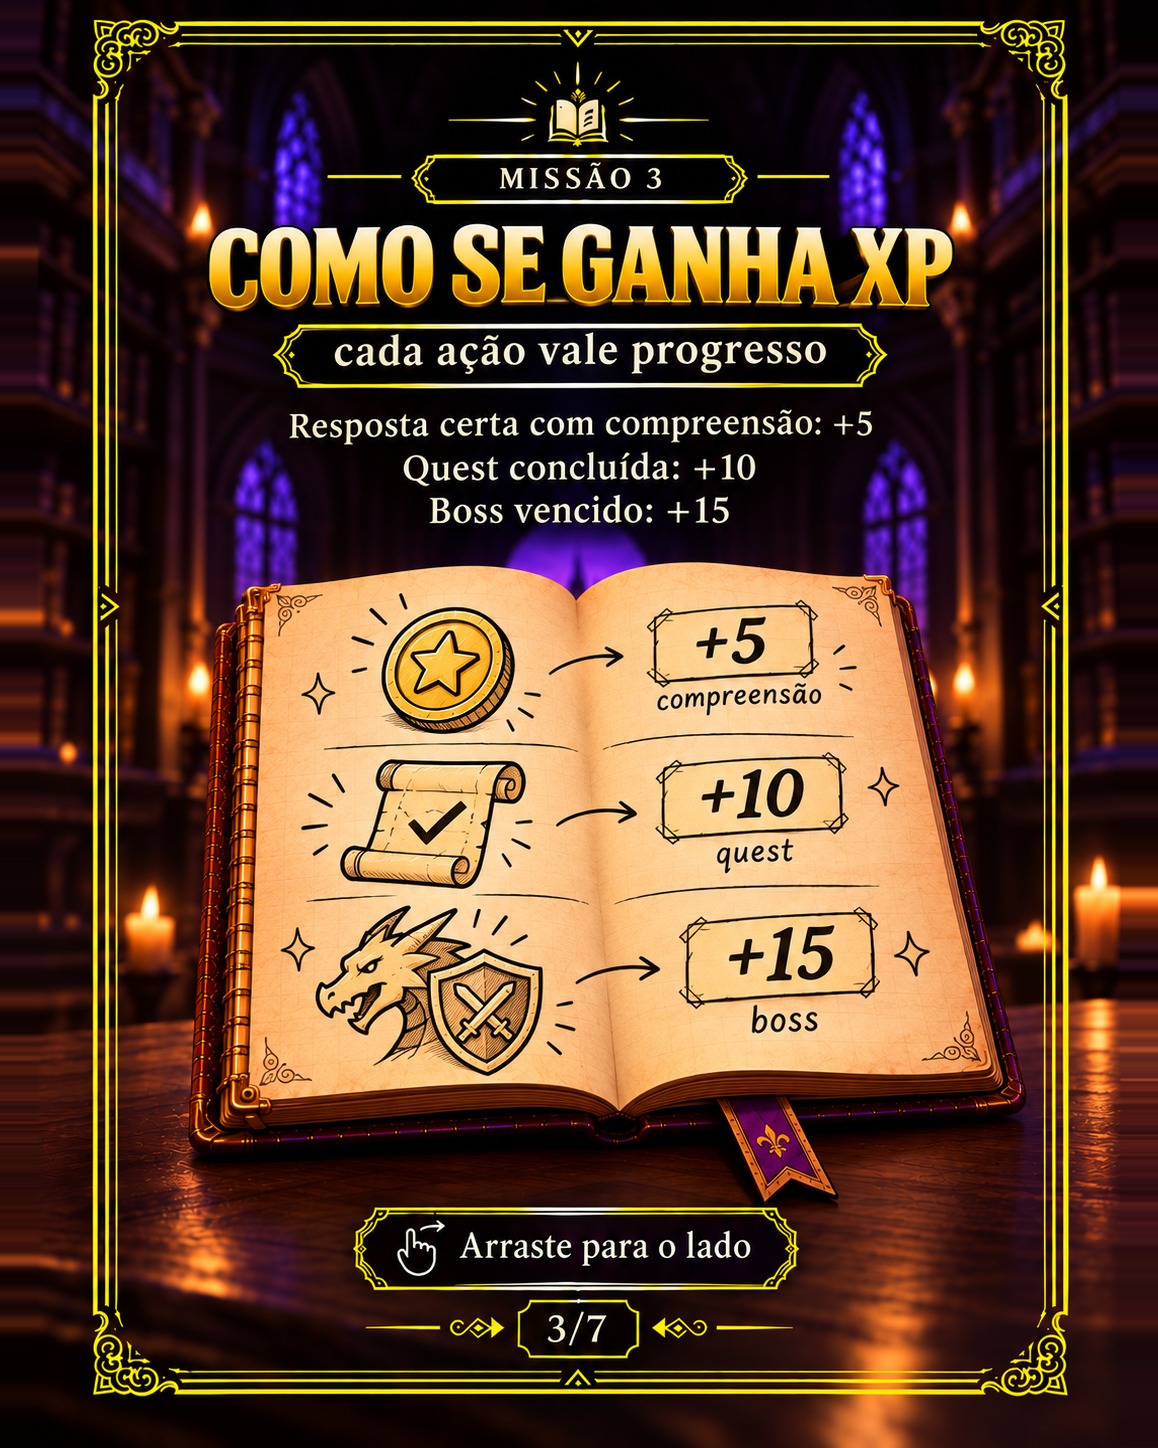 MISSÃO 3
COMO SE GANHA XP
cada ação vale progresso
Resposta certa com compreensão: +5
Quest concluída: +10
Boss vencido: +15
+5
compreensão
+10
quest
+15
boss
Arraste para o lado
3/7